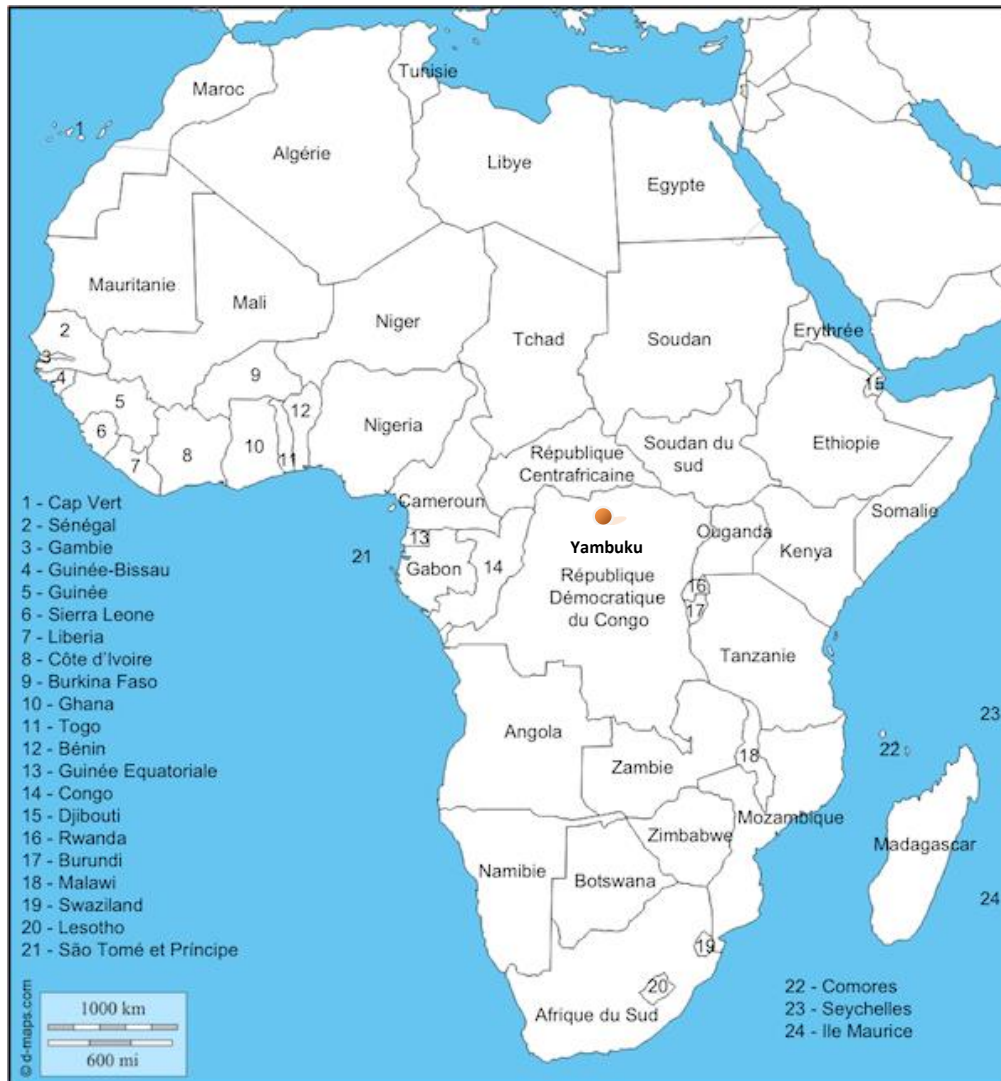 Tunisie
Maroc
1
Algérie
Libye
Egypte
Mauritanie
Mali
Niger
Tchad
Soudan
Erythrée
2
3
4
5
6
7
8
9
10
11
12
15
Nigeria
République
Centrafricaine
Soudan du
sud
Ethiopie
Somalie
Cameroun
13
Gabon
14
21
Yambuku
République
Démocratique
du Congo
Ouganda
Kenya
16
17
Tanzanie
Angola
Zambie
18
22
23
Mozambique
Zimbabwe
Madagascar
Namibie
Botswana
24
19
20
Afrique du Sud
1 - Cap Vert
2 - Sénégal
3 - Gambie
4 - Guinée-Bissau
5 - Guinée
6 - Sierra Leone
7 - Liberia
8 - Côte d'Ivoire
9 - Burkina Faso
10 - Ghana
11 - Togo
12 - Bénin
13 - Guinée Equatoriale
14 - Congo
15 - Djibouti
16 - Rwanda
17 - Burundi
18 - Malawi
19 - Swaziland
20 - Lesotho
21 - São Tomé et Príncipe
22 - Comores
23 - Seychelles
24 - Ile Maurice
1000 km
600 mi
© d-maps.com